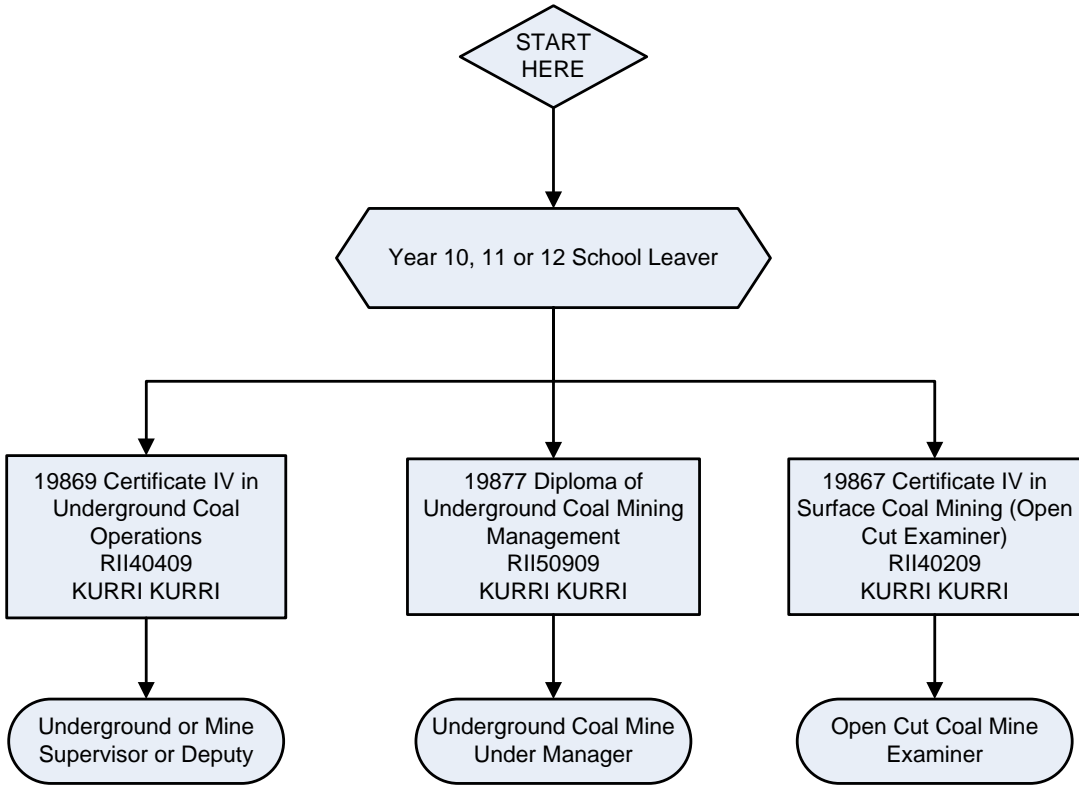 START
HERE
Year 10, 11 or 12 School Leaver
19869 Certificate IV in
Underground Coal
Operations
RII40409
KURRI KURRI
19877 Diploma of
Underground Coal Mining
Management
RII50909
KURRI KURRI
19867 Certificate IV in
Surface Coal Mining (Open
Cut Examiner)
RII40209
KURRI KURRI
Underground or Mine
Supervisor or Deputy
Underground Coal Mine
Under Manager
Open Cut Coal Mine
Examiner